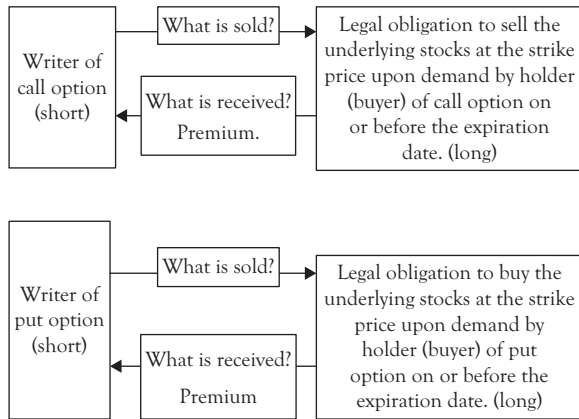 Writer of
call option
(short)
What is sold?
What is received?
Premium.
Legal obligation to sell the
underlying stocks at the strike
price upon demand by holder
(buyer) of call option on
or before the expiration
date. (long)
Writer of
put option
(short)
What is sold?
What is received?
Premium
Legal obligation to buy the
underlying stocks at the strike
price upon demand by
holder (buyer) of put
option on or before the
expiration date. (long)